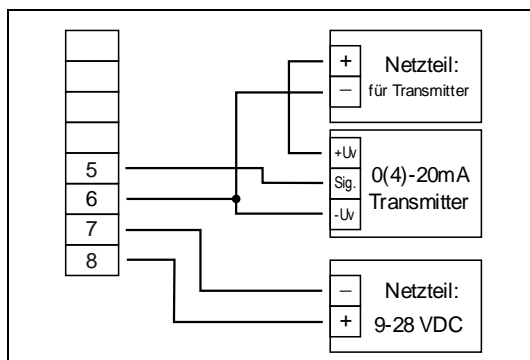 +
Netzteil:
–
für Transmitter
+Uv
5
Sig.
0(4)-20mA
6
Transmitter
-Uv
7
8
–
Netzteil:
+
9-28 VDC